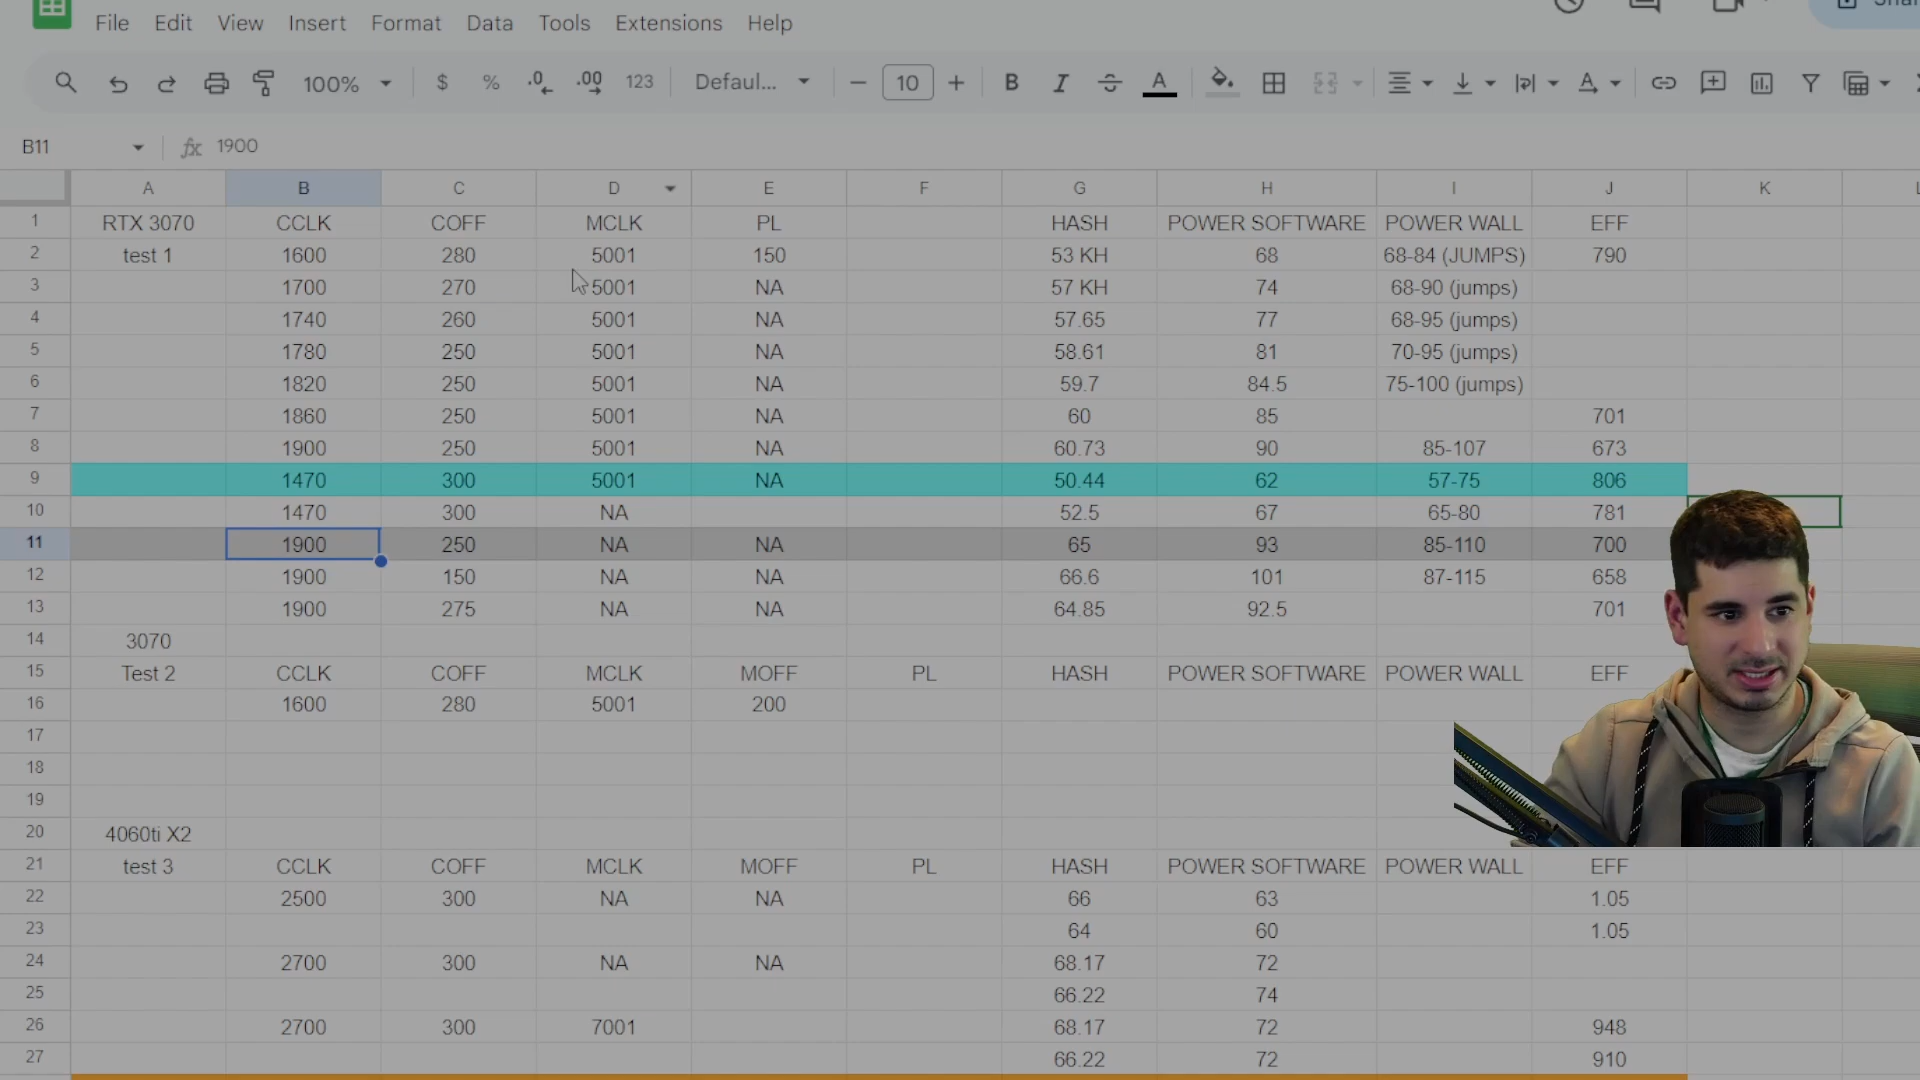 File Edit View Insert Format Data Tools Extensions Help
100% $ % .0 .00 123 Defaul... 10 B I A
B11 fx 1900
A B C D E F G H I J K
1 RTX 3070 CCLK COFF MCLK PL HASH POWER SOFTWARE POWER WALL EFF
2 test 1 1600 280 5001 150 53 KH 68 68-84 (JUMPS) 790
3 1700 270 5001 NA 57 KH 74 68-90 (jumps)
4 1740 260 5001 NA 57.65 77 68-95 (jumps)
5 1780 250 5001 NA 58.61 81 70-95 (jumps)
6 1820 250 5001 NA 59.7 84.5 75-100 (jumps)
7 1860 250 5001 NA 60 85 701
8 1900 250 5001 NA 60.73 90 85-107 673
9 1470 300 5001 NA 50.44 62 57-75 806
10 1470 300 NA 52.5 67 65-80 781
11 1900 250 NA NA 65 93 85-110 700
12 1900 150 NA NA 66.6 101 87-115 658
13 1900 275 NA NA 64.85 92.5 701
14 3070
15 Test 2 CCLK COFF MCLK MOFF PL HASH POWER SOFTWARE POWER WALL EFF
16 1600 280 5001 200
17
18
19
20 4060ti X2
21 test 3 CCLK COFF MCLK MOFF PL HASH POWER SOFTWARE POWER WALL EFF
22 2500 300 NA NA 66 63 1.05
23 64 60 1.05
24 2700 300 NA NA 68.17 72
25 66.22 74
26 2700 300 7001 68.17 72 948
27 66.22 72 910